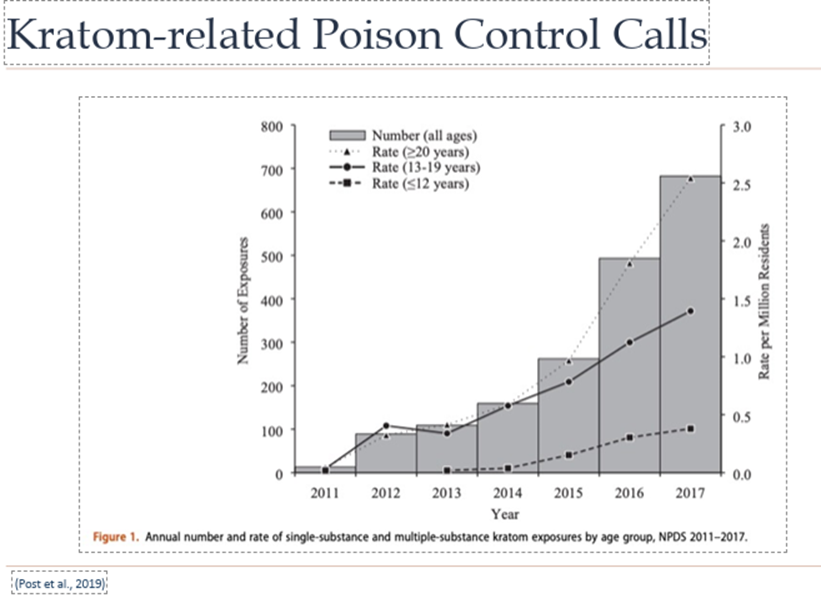 Kratom-related Poison Control Calls
Number (all ages)
Rate (≥20 years)
Rate (13-19 years)
Rate (≤12 years)
Number of Exposures
800
700
600
500
400
300
200
100
0
3.0
2.5
2.0
1.5
1.0
0.5
0.0
Rate per Million Residents
2011 2012 2013 2014 2015 2016 2017
Year
Figure 1. Annual number and rate of single-substance and multiple-substance kratom exposures by age group, NPDS 2011–2017.
(Post et al., 2019)